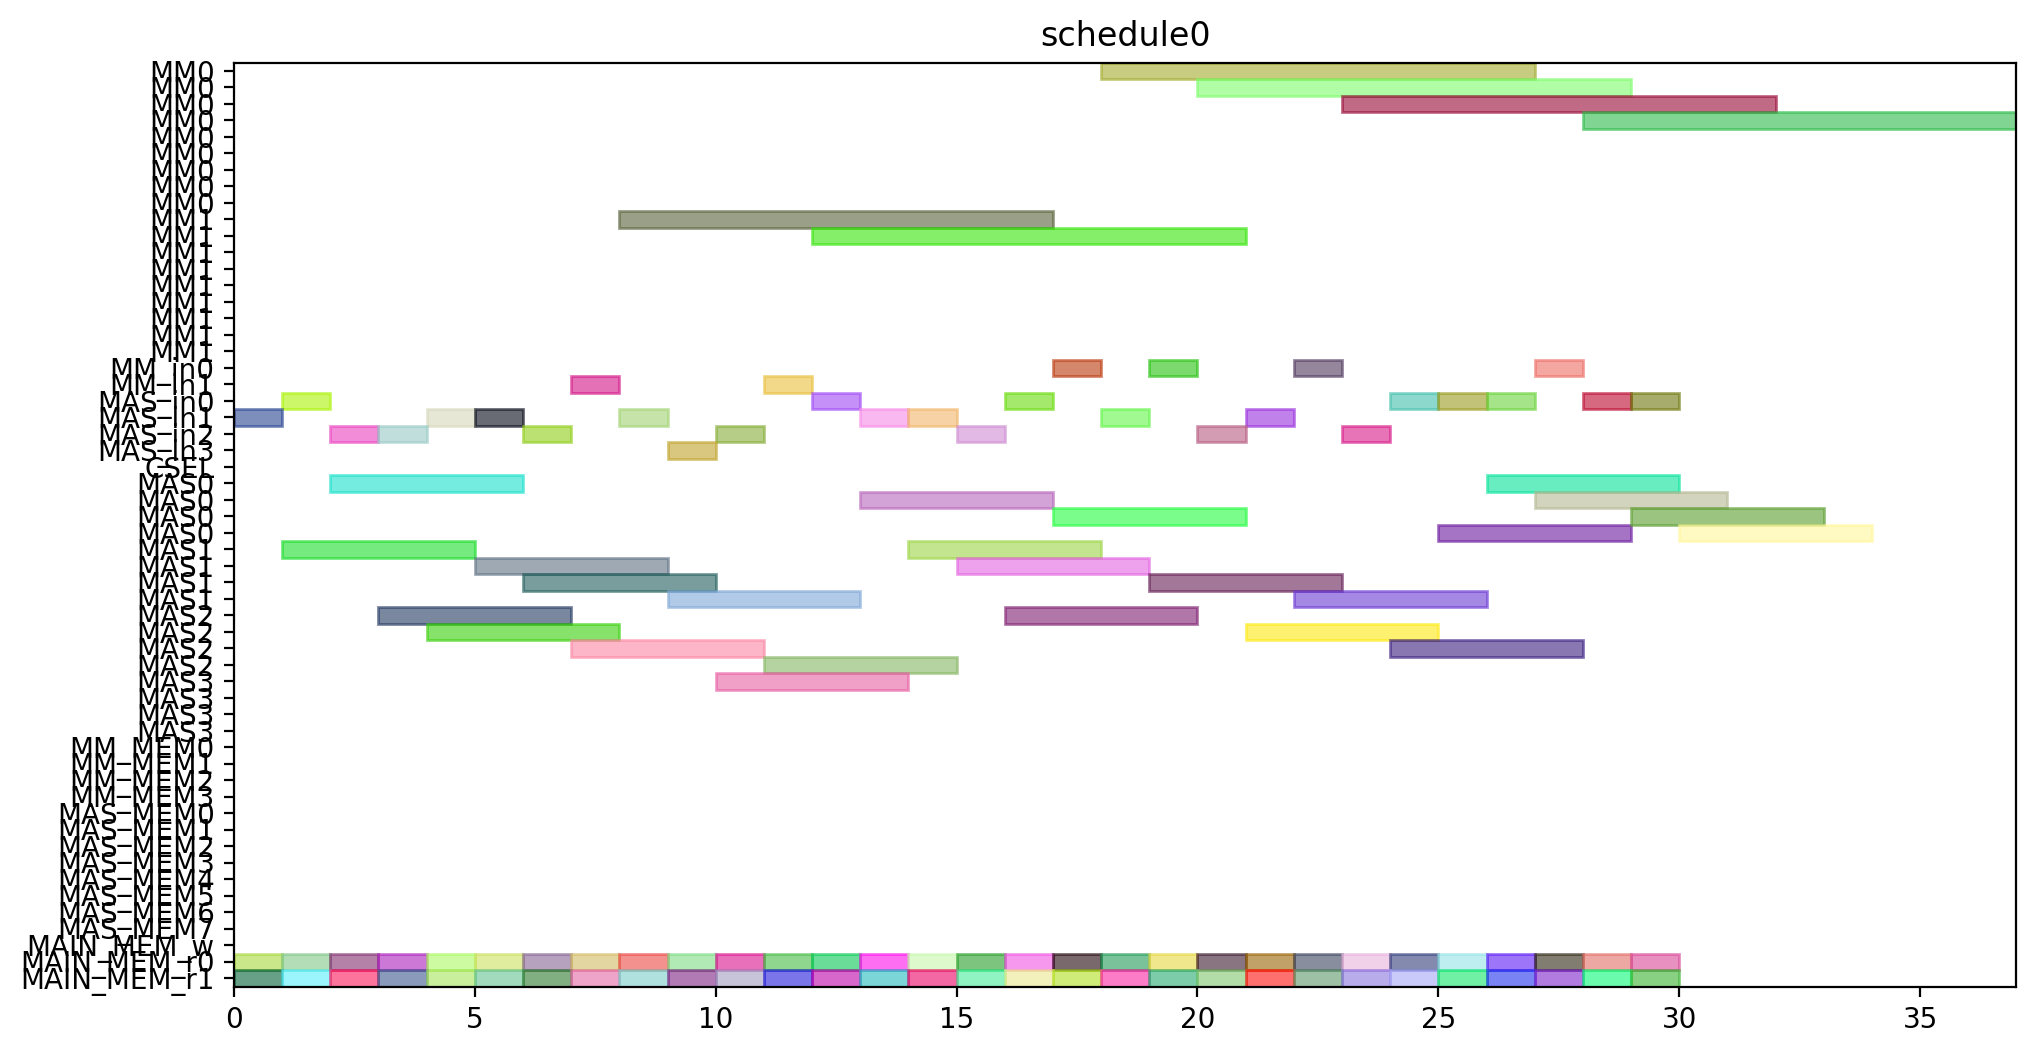 schedule0
MM0
MM0
MM0
MM0
MM0
MM0
MM0
MM0
MM0
MM1
MM1
MM1
MM1
MM1
MM1
MM1
MM1
MM1
MM_in0
MM_in1
MAS_in0
MAS_in1
MAS_in2
MAS_in3
CSEL
MAS0
MAS0
MAS0
MAS0
MAS1
MAS1
MAS1
MAS1
MAS2
MAS2
MAS2
MAS2
MAS3
MAS3
MAS3
MAS3
MM_MEM0
MM_MEM1
MM_MEM2
MM_MEM3
MAS_MEM0
MAS_MEM1
MAS_MEM2
MAS_MEM3
MAS_MEM4
MAS_MEM5
MAS_MEM6
MAS_MEM7
MAIN_MEM_w
MAIN_MEM_r0
MAIN_MEM_r1
0 5 10 15 20 25 30 35